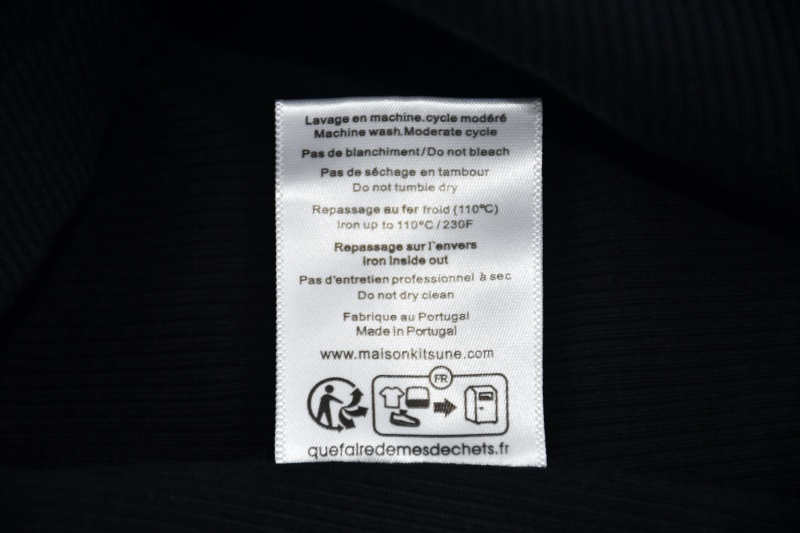 Lavage en machine.cycle modéré
Machine wash.Moderate cycle
Pas de blanchiment/Do not bleach
Pas de séchage en tambour
Do not tumble dry
Repassage au fer froid (110°C)
Iron up to 110°C/230F
Repassage sur l`envers
Iron Inside out
Pas d'entretien professionnel à sec
Do not dry clean
Fabrique au Portugal
Made in Portugal
www.maisonkitsune.com
FR
quefairedemesdechets.fr